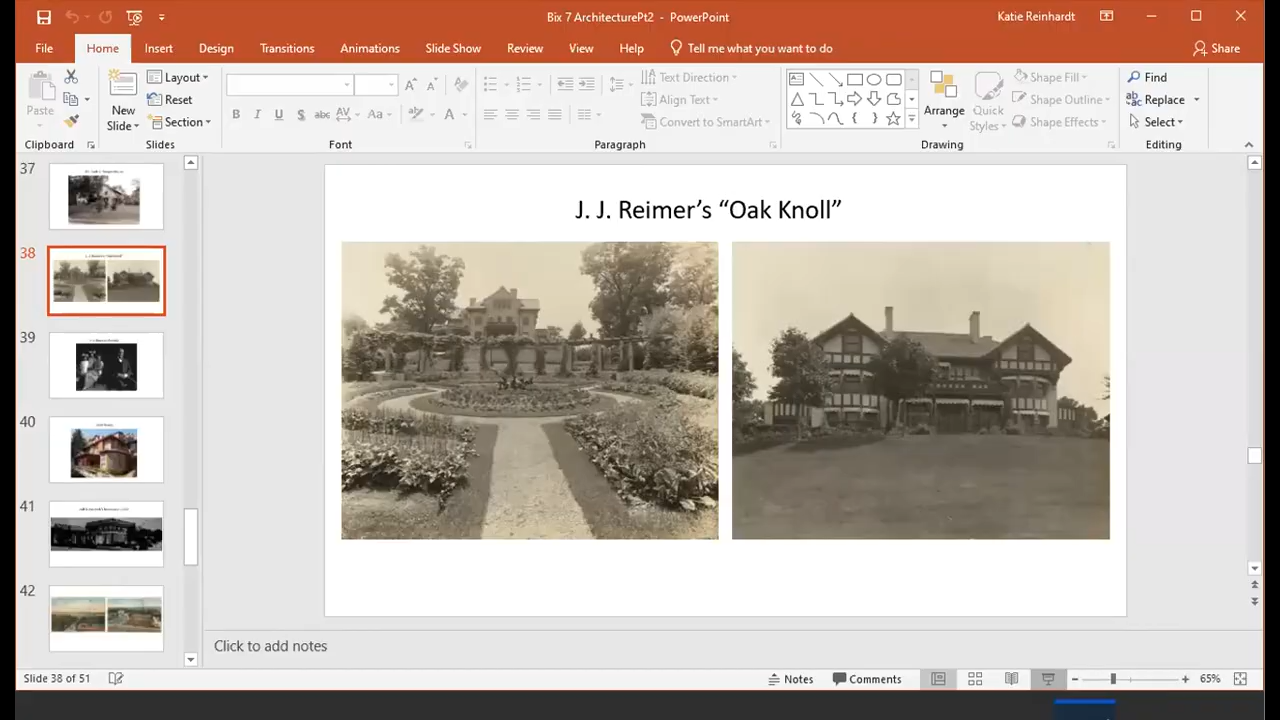 Bix 7 ArchitecturePt2 - PowerPoint
Katie Reinhardt
File Home Insert Design Transitions Animations Slide Show Review View Help Tell me what you want to do Share
Paste
Clipboard
New Slide
Layout
Reset
Section
Slides
B I U S abc AV Aa A
Font
Text Direction
Align Text
Convert to SmartArt
Paragraph
Arrange
Quick Styles
Shape Fill
Shape Outline
Shape Effects
Drawing
Find
Replace
Select
Editing
37
38
39
40
41
42
J. J. Reimer's “Oak Knoll”
Click to add notes
Slide 38 of 51
Notes
Comments
65%